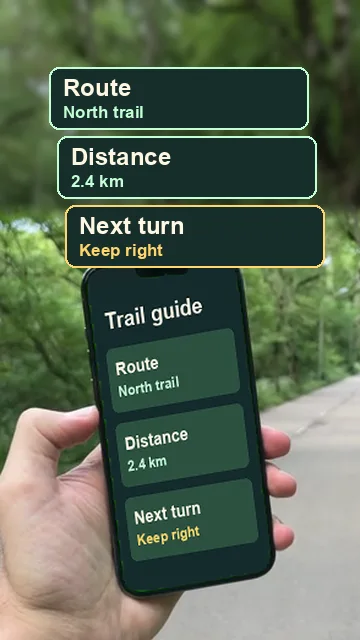 Route
North trail
Distance
2.4 km
Next turn
Keep right
Trail guide
Route
North trail
Distance
2.4 km
Next turn
Keep right